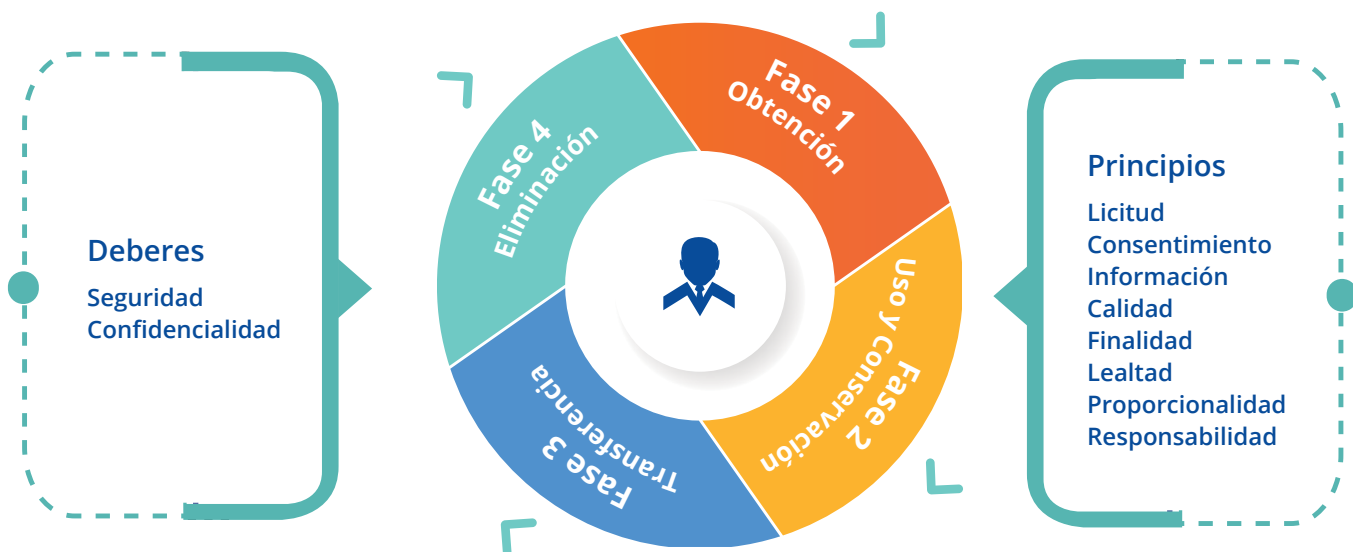 Deberes
Seguridad
Confidencialidad
Fase 1
Obtención
Fase 2
Uso y Conservación
Fase 3
Transferencia
Fase 4
Eliminación
Principios
Licitud
Consentimiento
Información
Calidad
Finalidad
Lealtad
Proporcionalidad
Responsabilidad